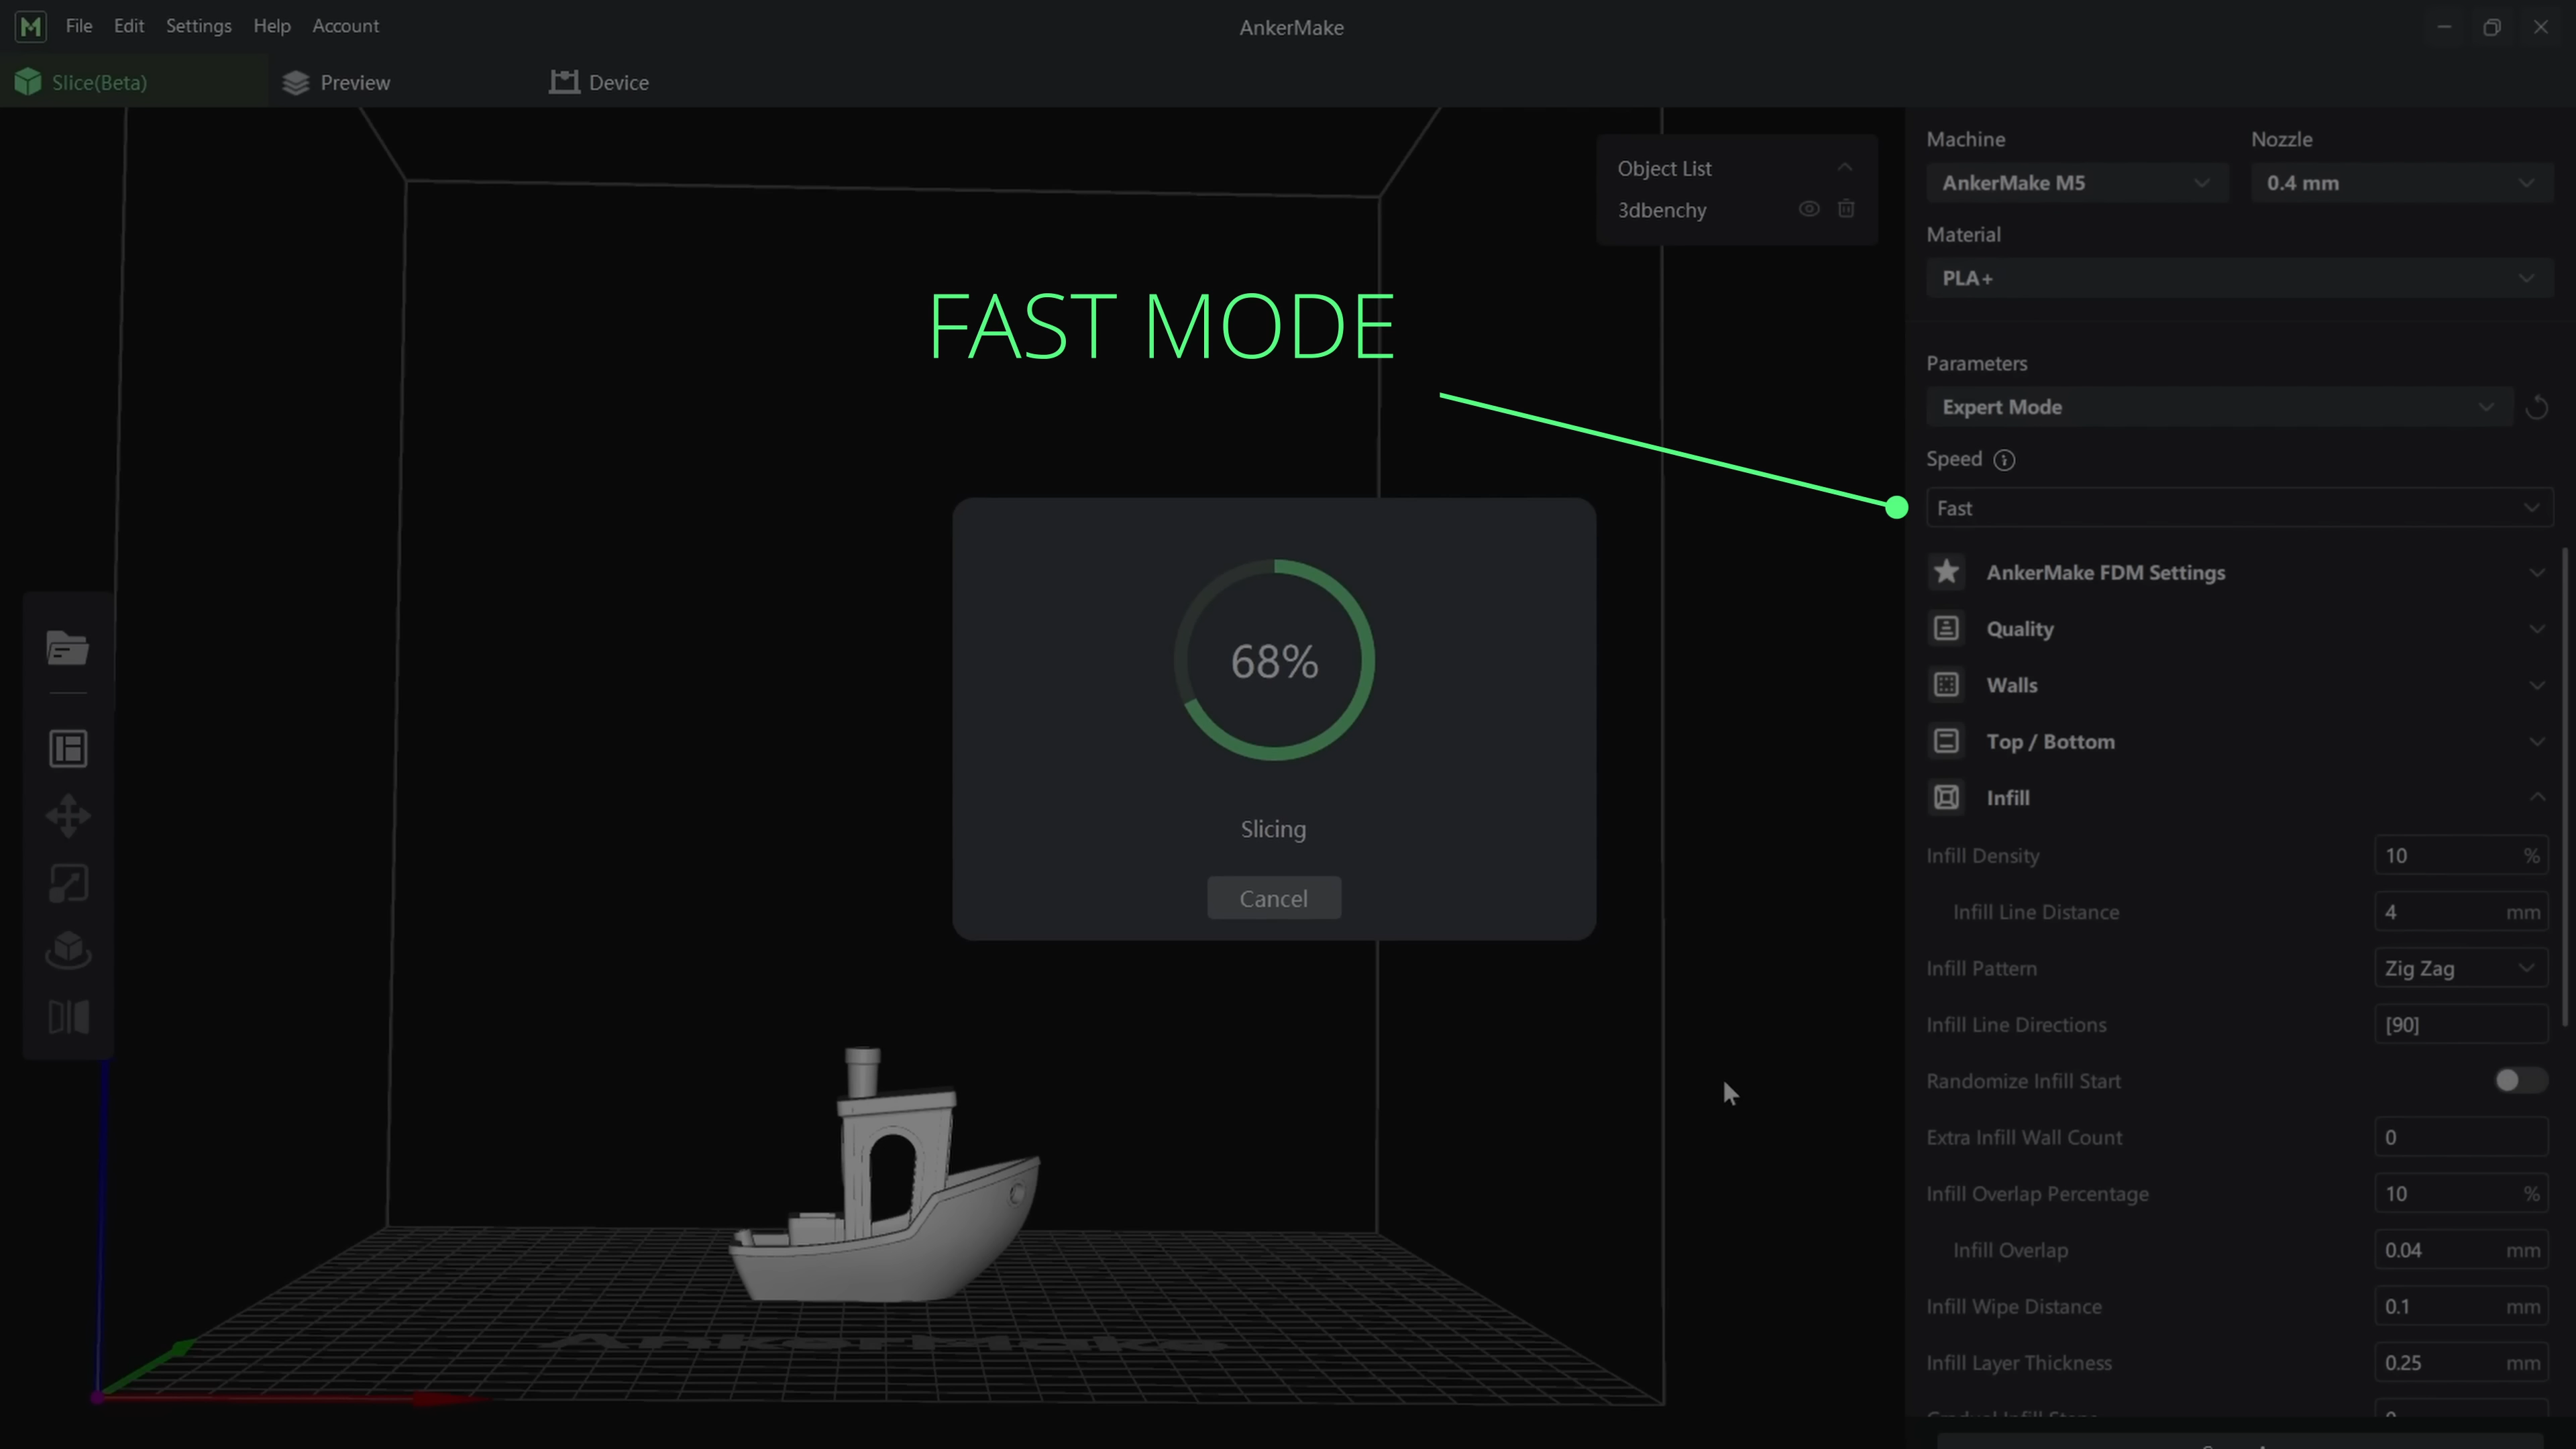 File Edit Settings Help Account
AnkerMake
Slice(Beta)
Preview
Device
Object List
3dbenchy
FAST MODE
68%
Slicing
Cancel
AnkerMake
Machine
Nozzle
AnkerMake M5
0.4 mm
Material
PLA+
Parameters
Expert Mode
Speed
Fast
AnkerMake FDM Settings
Quality
Walls
Top / Bottom
Infill
Infill Density 10 %
Infill Line Distance 4 mm
Infill Pattern Zig Zag
Infill Line Directions [90]
Randomize Infill Start
Extra Infill Wall Count 0
Infill Overlap Percentage 10 %
Infill Overlap 0.04 mm
Infill Wipe Distance 0.1 mm
Infill Layer Thickness 0.25 mm